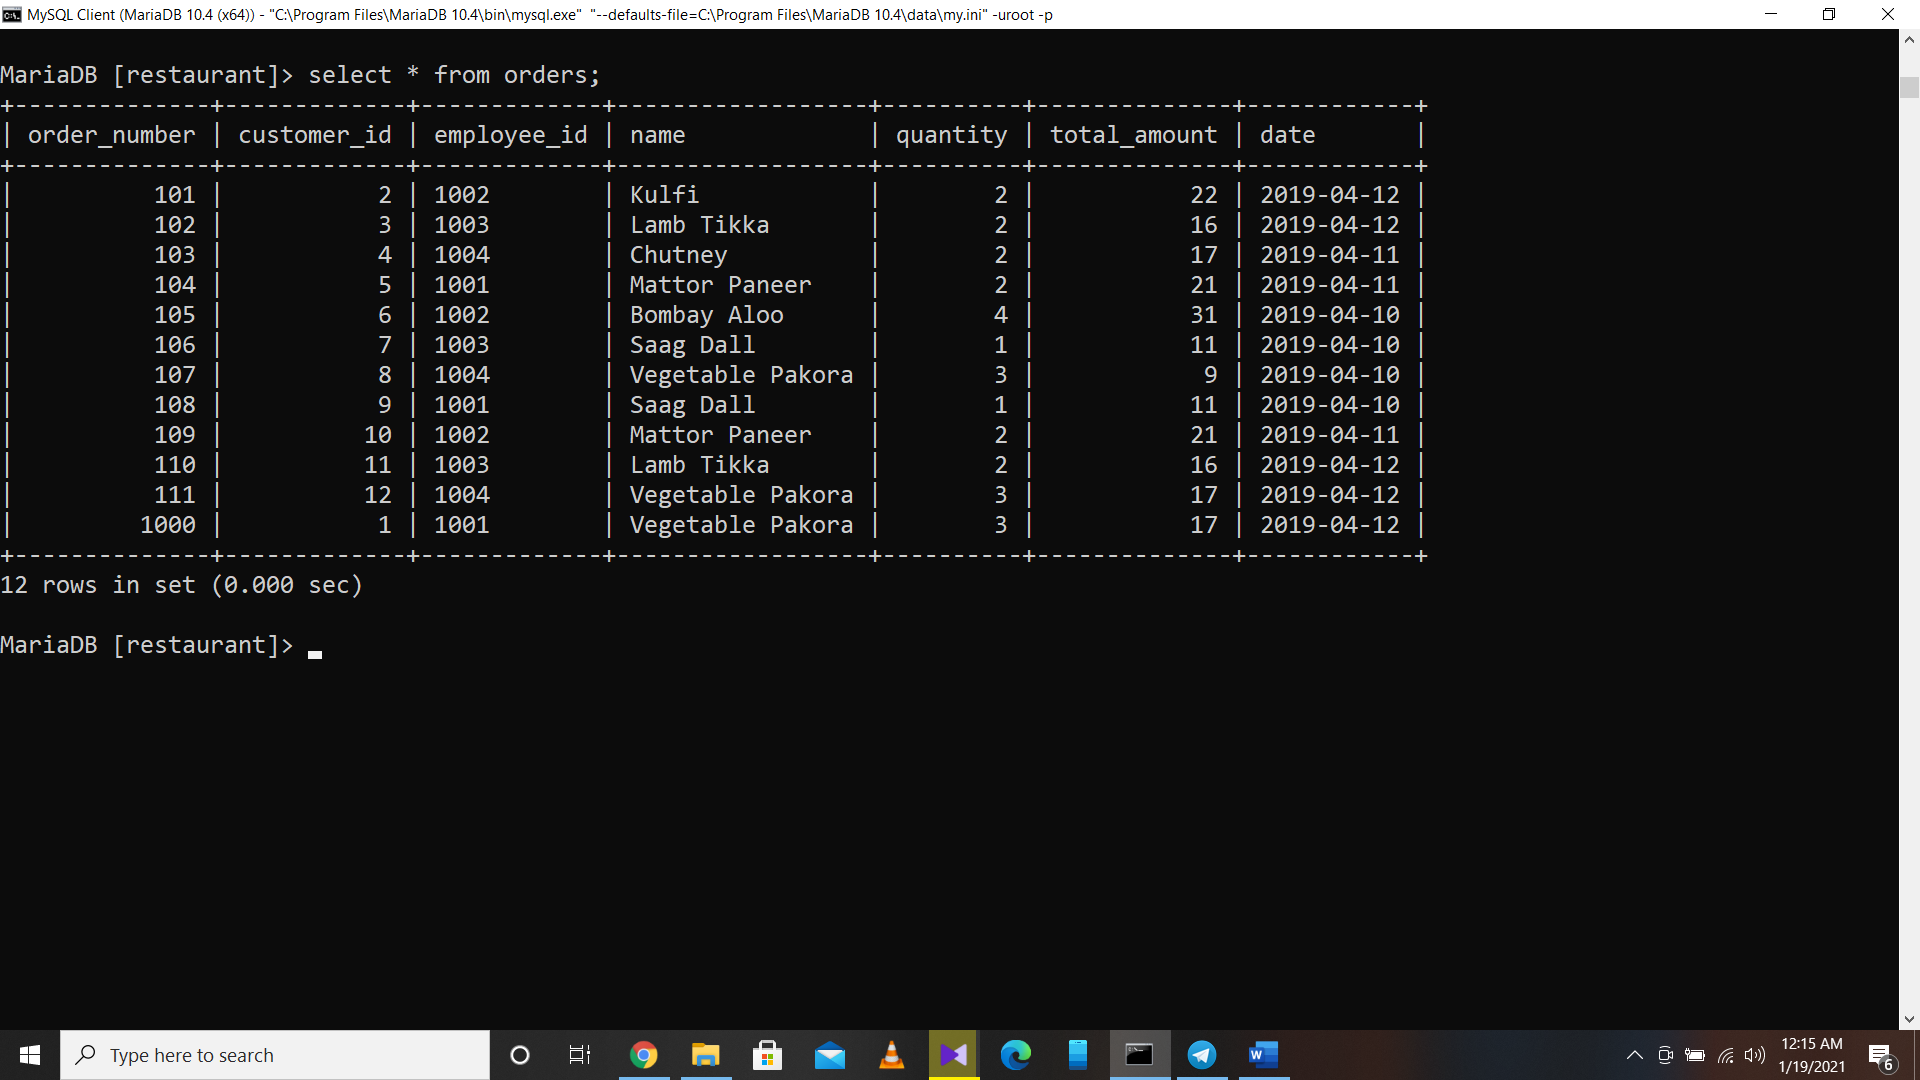 MySQL Client (MariaDB 10.4 (x64)) - "C:\Program Files\MariaDB 10.4\bin\mysql.exe"  "--defaults-file=C:\Program Files\MariaDB 10.4\data\my.ini" -uroot -p
MariaDB [restaurant]> select * from orders;
+--------------+-------------+-------------+------------------+----------+--------------+------------+
| order_number | customer_id | employee_id | name             | quantity | total_amount | date       |
+--------------+-------------+-------------+------------------+----------+--------------+------------+
|          101 |           2 | 1002        | Kulfi            |        2 |           22 | 2019-04-12 |
|          102 |           3 | 1003        | Lamb Tikka       |        2 |           16 | 2019-04-12 |
|          103 |           4 | 1004        | Chutney          |        2 |           17 | 2019-04-11 |
|          104 |           5 | 1001        | Mattor Paneer    |        2 |           21 | 2019-04-11 |
|          105 |           6 | 1002        | Bombay Aloo      |        4 |           31 | 2019-04-10 |
|          106 |           7 | 1003        | Saag Dall        |        1 |           11 | 2019-04-10 |
|          107 |           8 | 1004        | Vegetable Pakora |        3 |            9 | 2019-04-10 |
|          108 |           9 | 1001        | Saag Dall        |        1 |           11 | 2019-04-10 |
|          109 |          10 | 1002        | Mattor Paneer    |        2 |           21 | 2019-04-11 |
|          110 |          11 | 1003        | Lamb Tikka       |        2 |           16 | 2019-04-12 |
|          111 |          12 | 1004        | Vegetable Pakora |        3 |           17 | 2019-04-12 |
|         1000 |           1 | 1001        | Vegetable Pakora |        3 |           17 | 2019-04-12 |
+--------------+-------------+-------------+------------------+----------+--------------+------------+
12 rows in set (0.000 sec)
MariaDB [restaurant]>
Type here to search
12:15 AM
1/19/2021
6